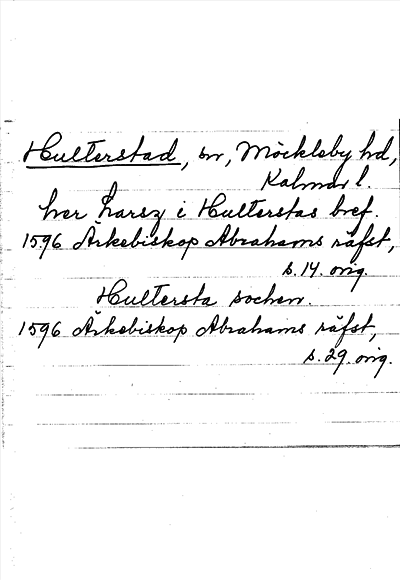 Hulterstad, sn, Möckleby hd,
Kalmar l.
her Larsz i Hulterstas bref.
1596 Ärkebiskop Abrahams räfst,
s. 14. orig.
Hultersta sochen.
1596 Ärkebiskop Abrahams räfst,
s. 29. orig.